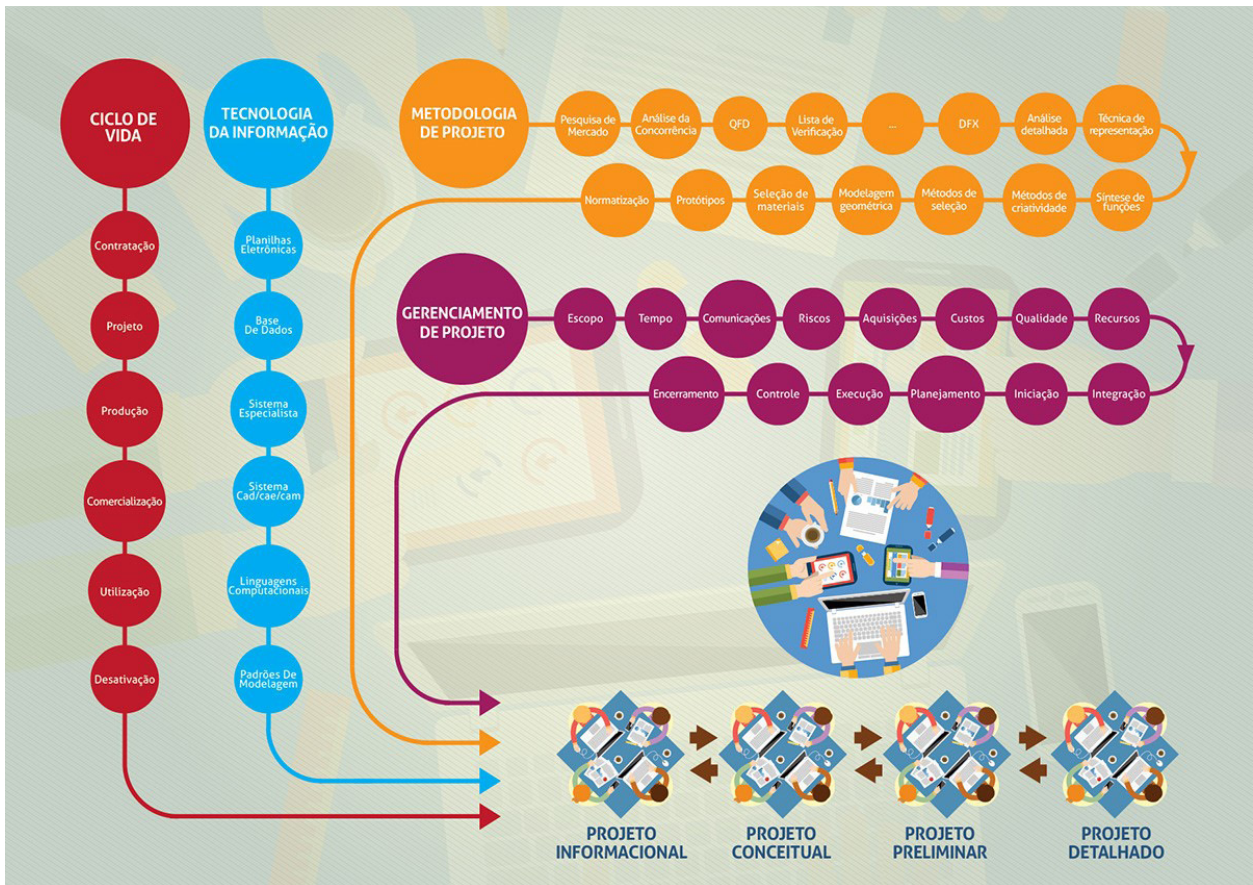 CICLO DE
VIDA
Contratação
Projeto
Produção
Comercialização
Utilização
Desativação
TECNOLOGIA
DA INFORMAÇÃO
Planilhas
Eletrônicas
Base
De Dados
Sistema
Especialista
Sistema
Cad/cae/cam
Linguagens
Computacionais
Padrões De
Modelagem
METODOLOGIA
DE PROJETO
Pesquisa de
Mercado
Análise da
Concorrência
QFD
Lista de
Verificação
...
DFX
Análise
detalhada
Técnica de
representação
Síntese de
funções
Métodos de
criatividade
Métodos de
seleção
Modelagem
geométrica
Seleção de
materiais
Protótipos
Normatização
GERENCIAMENTO
DE PROJETO
Escopo
Tempo
Comunicações
Riscos
Aquisições
Custos
Qualidade
Recursos
Integração
Iniciação
Planejamento
Execução
Controle
Encerramento
PROJETO
INFORMACIONAL
PROJETO
CONCEITUAL
PROJETO
PRELIMINAR
PROJETO
DETALHADO